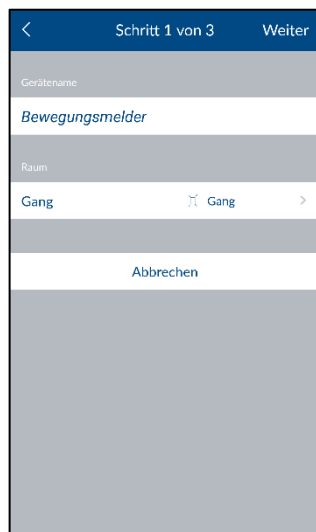 Schritt 1 von 3 Weiter
Gerätename
Bewegungsmelder
Raum
Gang Gang
Abbrechen